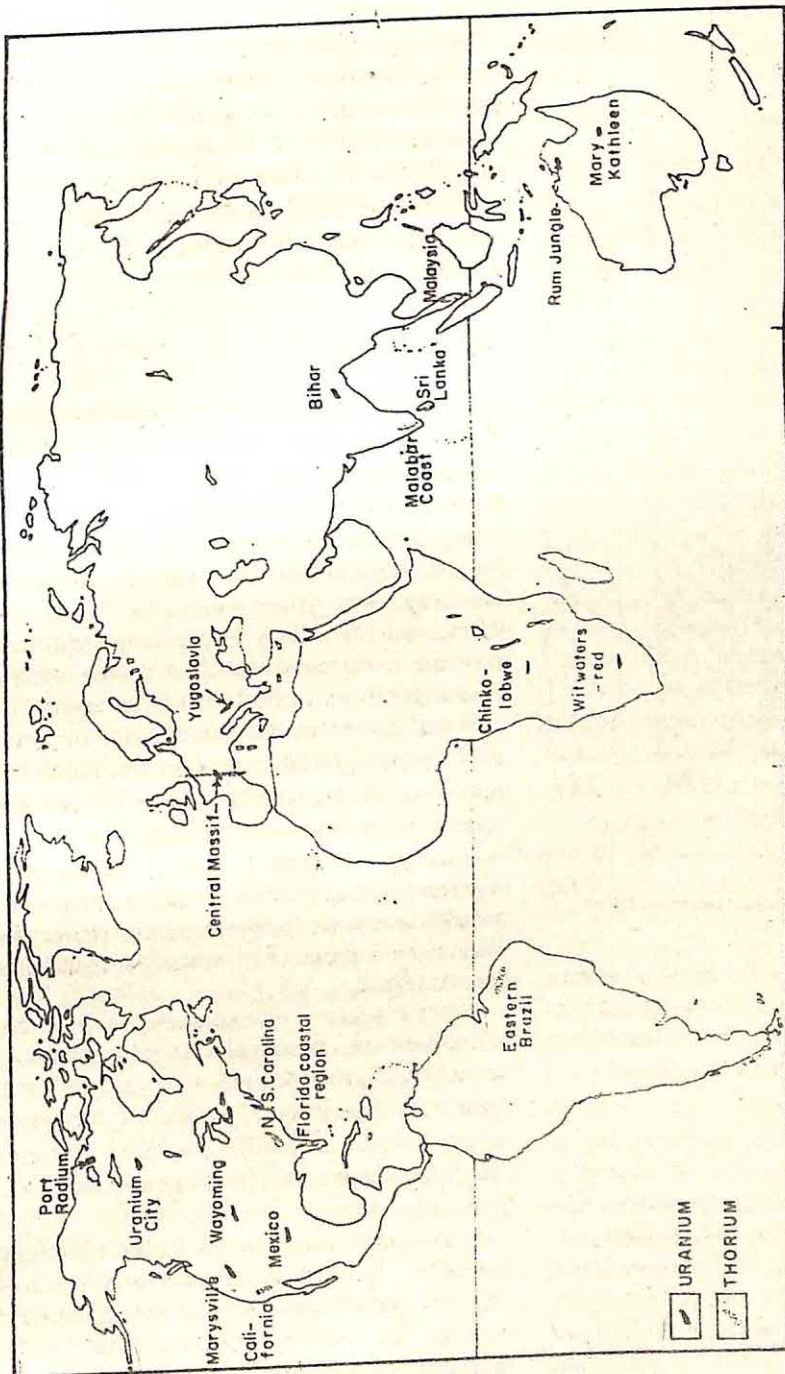 Port
Radium
Uranium
City
Marysville
Wayoming
Cali-
fornia
Mexico
N.S.Carolina
Florida coastal
region
Eastern
Brazil
Central Massif
Yugoslavia
Chinko-
lobwe
Witwaters
-red
Bihar
Malabar
Coast
Sri
Lanka
Malaysia
Rum Jungle
Mary
Kathleen
URANIUM
THORIUM